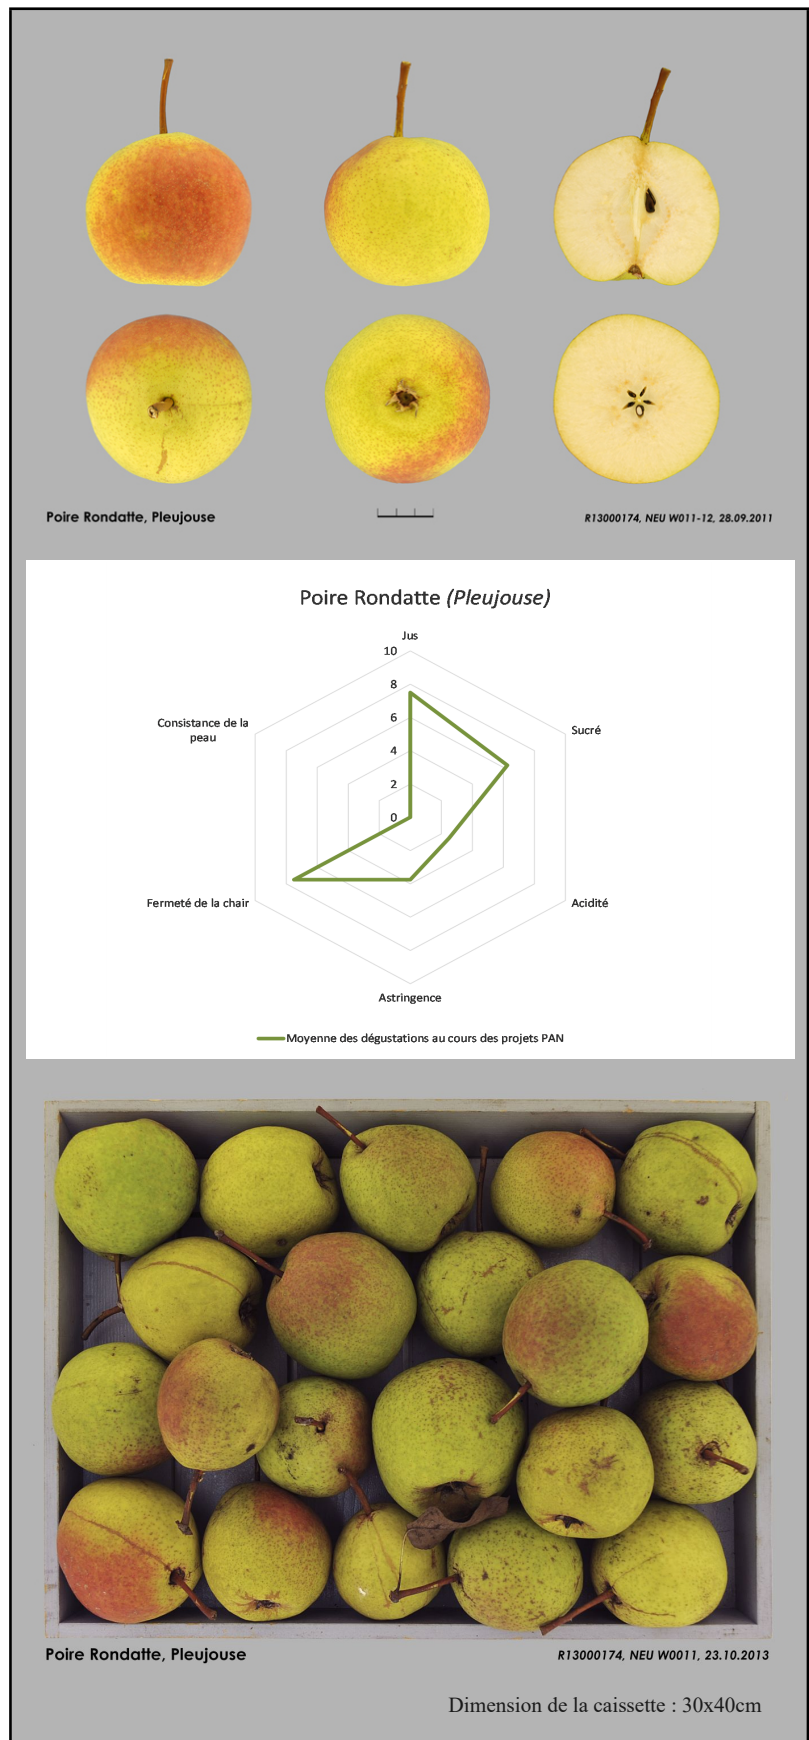 Poire Rondatte, Pleujouse
R13000174, NEU W011-12, 28.09.2011
Poire Rondatte (Pleujouse)
Jus
10
8
6
4
2
0
Sucré
Acidité
Astringence
Fermeté de la chair
Consistance de la
peau
Moyenne des dégustations au cours des projets PAN
Poire Rondatte, Pleujouse
R13000174, NEU W0011, 23.10.2013
Dimension de la caissette : 30x40cm